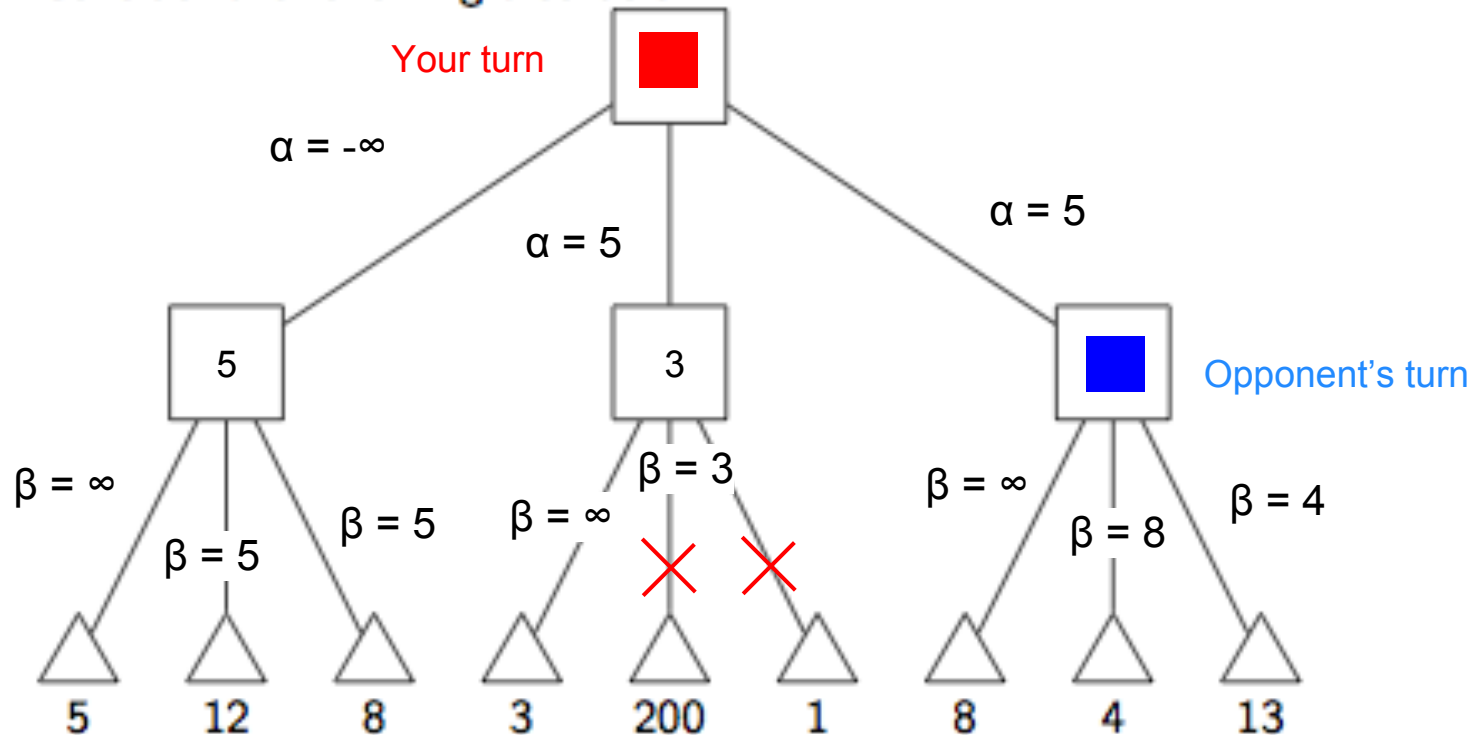 Your turn
α = -∞
α = 5
α = 5
5
3
Opponent's turn
β = ∞
β = 5
β = 5
β = ∞
β = 3
β = ∞
β = 8
β = 4
5 12 8 3 200 1 8 4 13